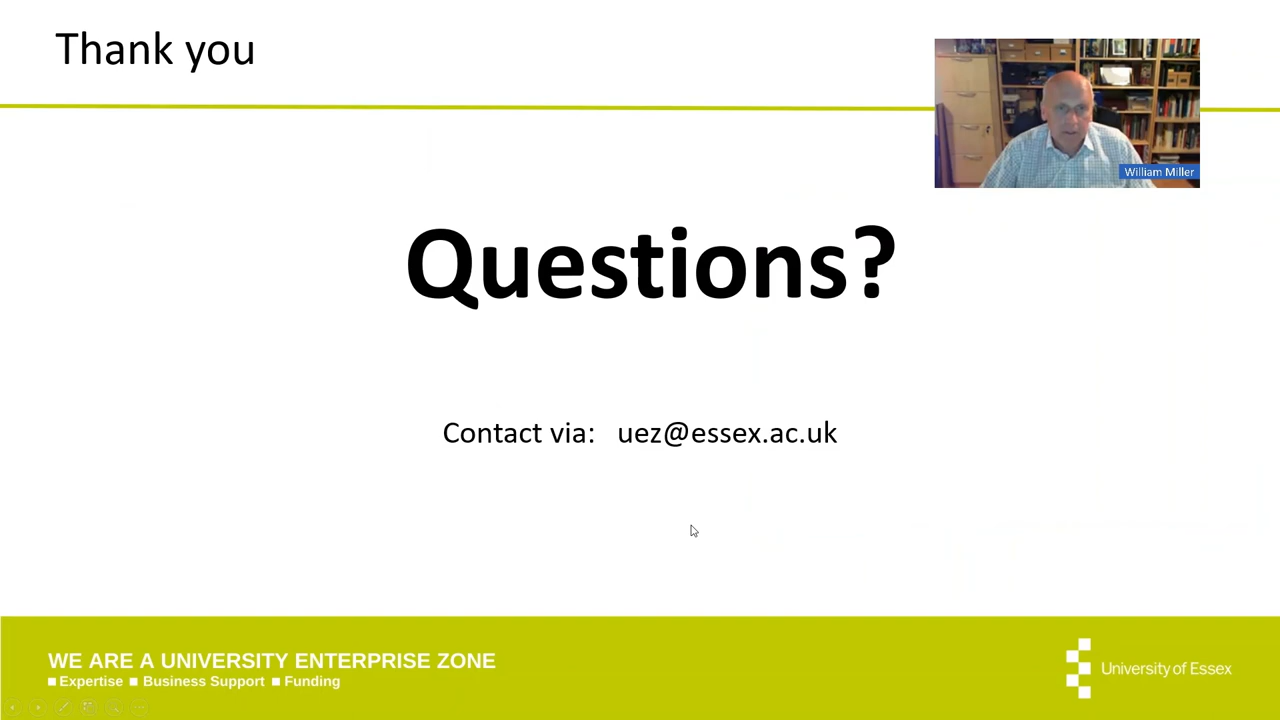 Thank you
William Miller
Questions?
Contact via: uez@essex.ac.uk
WE ARE A UNIVERSITY ENTERPRISE ZONE
■ Expertise ■ Business Support ■ Funding
University of Essex